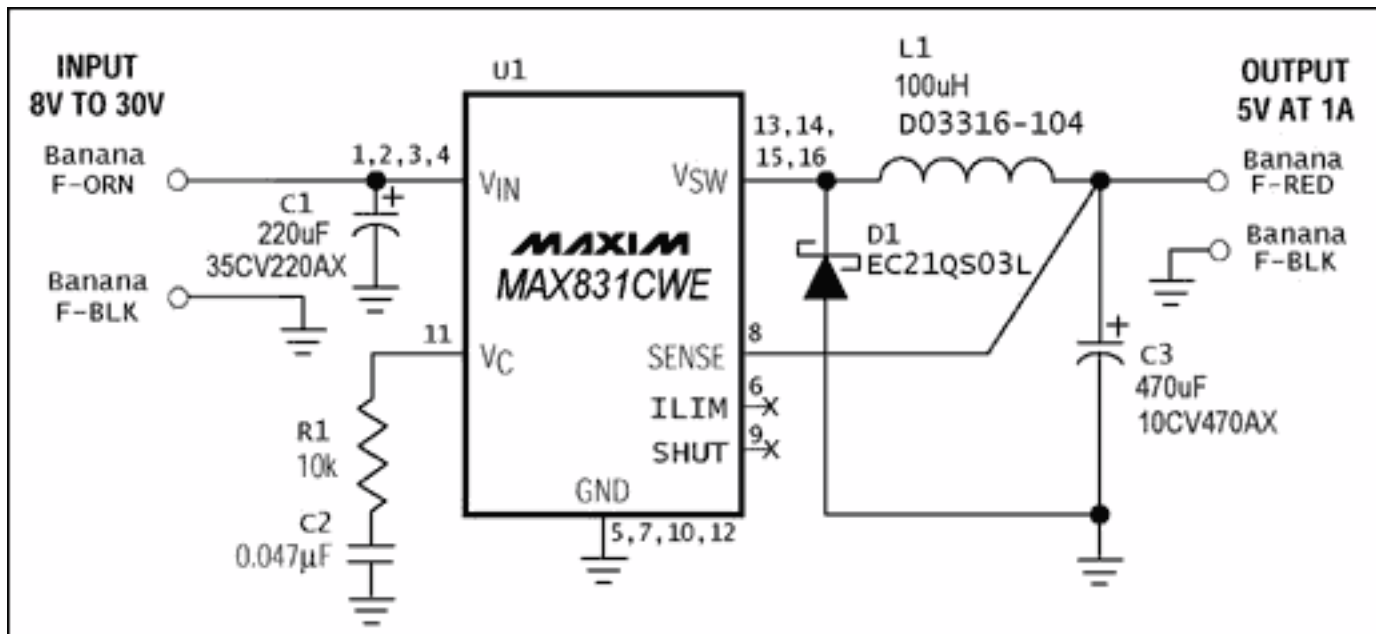 INPUT
8V TO 30V
Banana
F-ORN
Banana
F-BLK
1,2,3,4
+
C1
220uF
35CV220AX
11
R1
10k
C2
0.047µF
U1
VIN
VC
MAXIM
MAX831CWE
VSW
SENSE
ILIM
SHUT
GND
5,7,10,12
13,14,
15,16
8
6
9
L1
100uH
DO3316-104
D1
EC21QS03L
+
C3
470uF
10CV470AX
OUTPUT
5V AT 1A
Banana
F-RED
Banana
F-BLK